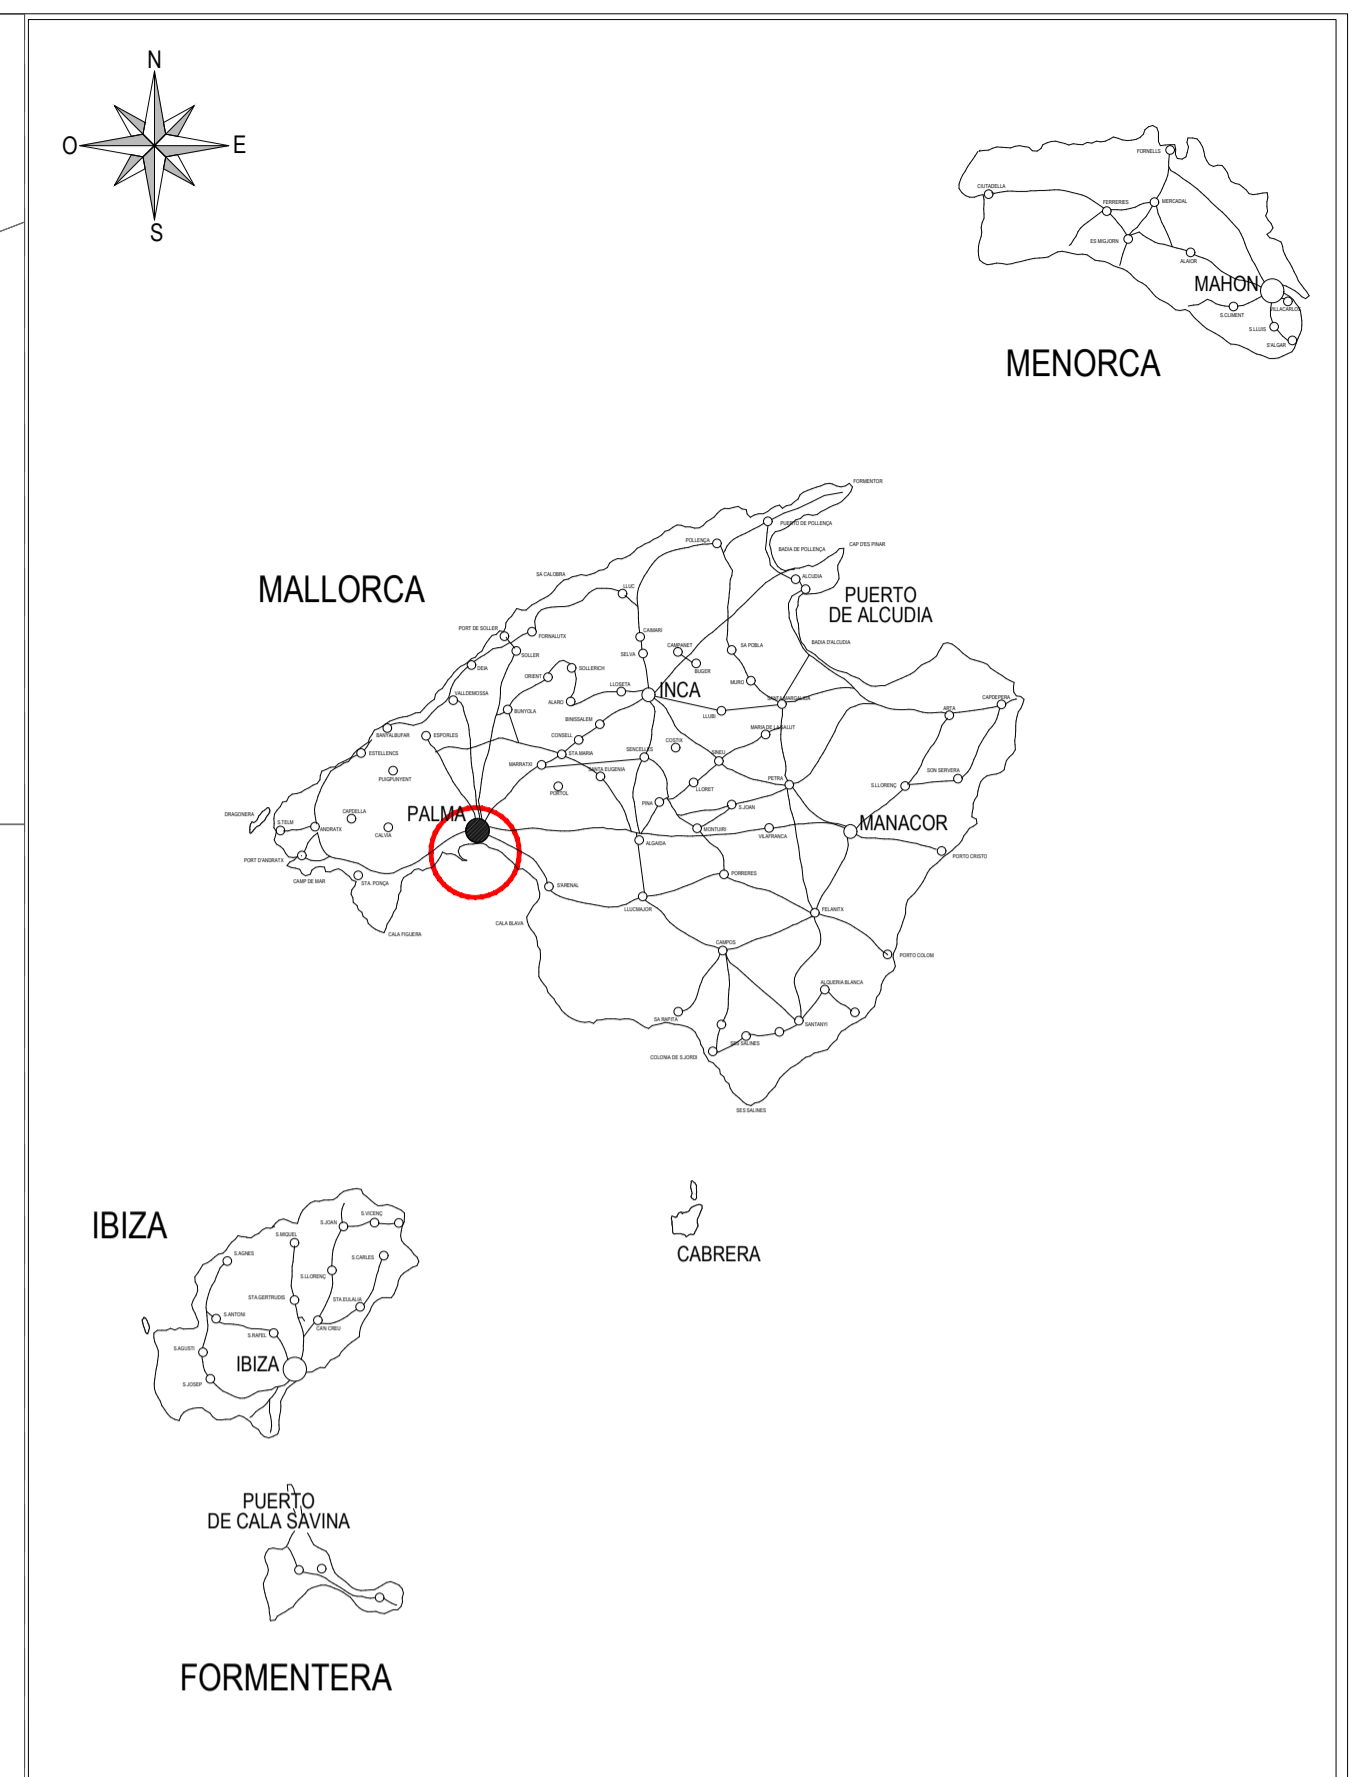 N
O
E
S
FORNELLS
CIUTADELLA
FERRERIES
MERCADAL
ES MIGJORN
ALAIOR
MAHON
VILLACARLOS
S.CLIMENT
S.LLUIS
S'ALGAR
MENORCA
FORMENTOR
PUERTO DE POLLENÇA
POLLENÇA
BADIA DE POLLENÇA
CAP D'ES PINAR
MALLORCA
SA CALOBRA
LLUC
ALCUDIA
PUERTO
DE ALCUDIA
PORT DE SOLLER
FORNALUTX
CAIMARI
BADIA D'ALCUDIA
SOLLER
SELVA
CAMPANET
SA POBLA
DEIA
SOLLERICH
BUGER
ORIENT
MURO
VALLDEMOSSA
LLOSETA
INCA
ALARO
SANTA MARGALIDA
CAPDEPERA
BUNYOLA
LLUBI
ARTA
BINISSALEM
BANYALBUFAR
ESPORLES
CONSELL
COSTIX
MARIA DE LA SALUT
ESTELLENCS
STA.MARIA
SENCELLES
SINEU
MARRATXI
SANTA EUGENIA
PUIGPUNYENT
PORTOL
LLORET
PETRA
S.LLORENÇ
SON SERVERA
DRAGONERA
CAPDELLA
PALMA
PINA
S.JOAN
S.TELM
ANDRATX
CALVIA
MONTUIRI
VILAFRANCA
MANACOR
ALGAIDA
PORT D'ANDRATX
PORTO CRISTO
CAMP DE MAR
STA. PONÇA
S'ARENAL
PORRERES
LLUCMAJOR
FELANITX
CALA BLAVA
CALA FIGUERA
CAMPOS
PORTO COLOM
ALQUERIA BLANCA
SA RAPITA
SANTANYI
SES SALINES
COLONIA DE S.JORDI
SES SALINES
CABRERA
IBIZA
S.VICENÇ
S.JOAN
S.MIQUEL
S.AGNES
S.CARLES
S.LLORENÇ
STA.GERTRUDIS
STA.EULALIA
S.ANTONI
CA'N CREU
S.RAFEL
S.AGUSTI
IBIZA
S.JOSEP
PUERTO
DE CALA SAVINA
FORMENTERA